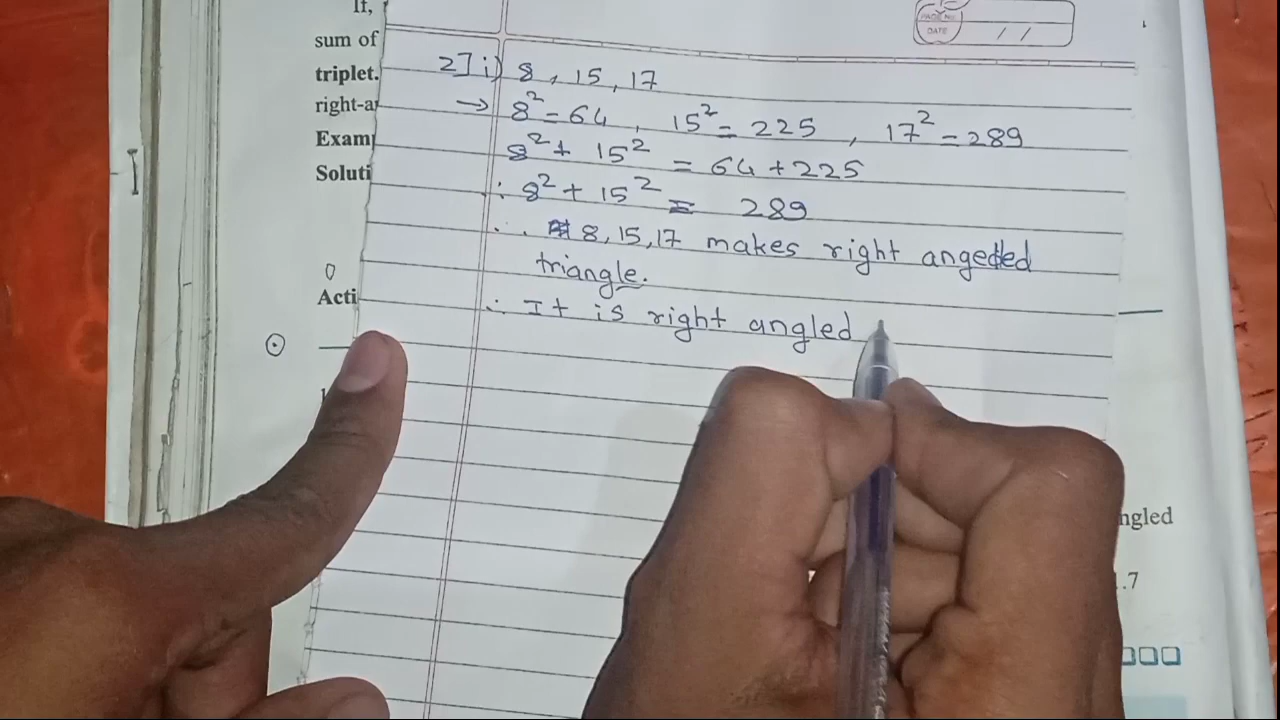 If,
sum of
triplet.
right-a
Exam
Soluti
Acti
PAGE NO.
DATE / /
2] i) 8, 15, 17
→ 8² = 64, 15² = 225, 17² = 289
8² + 15² = 64 + 225
∴ 8² + 15² = 289
∴ 8, 15, 17 makes right angled
triangle.
∴ It is right angled
ngled
.7